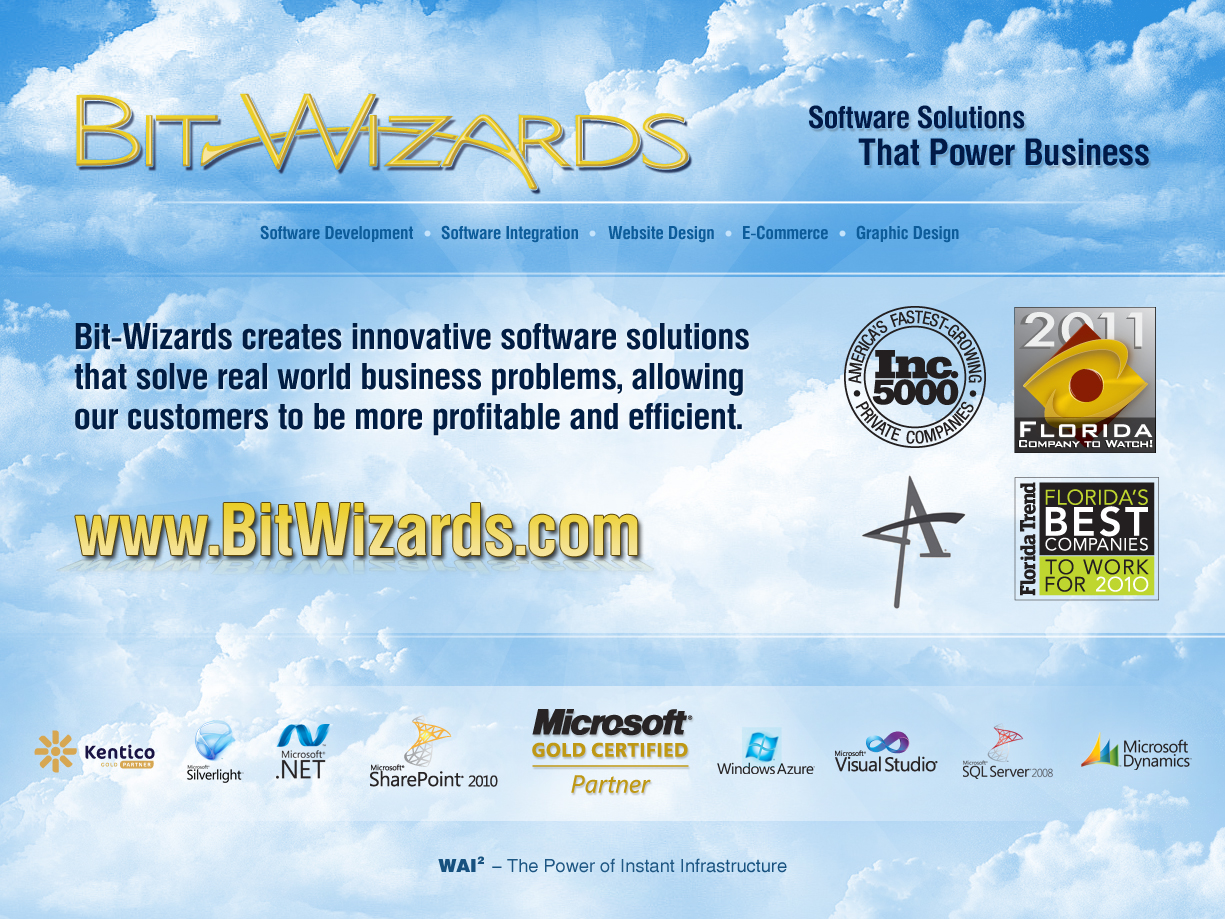 BIT-WIZARDS
Software Solutions
That Power Business
Software Development • Software Integration • Website Design • E-Commerce • Graphic Design
Bit-Wizards creates innovative software solutions
that solve real world business problems, allowing
our customers to be more profitable and efficient.
www.BitWizards.com
AMERICA'S FASTEST-GROWING
Inc.
5000
• PRIVATE COMPANIES •
2011
FLORIDA
COMPANY TO WATCH!
A
Florida Trend
FLORIDA'S
BEST
COMPANIES
TO WORK
FOR 2010
Kentico
GOLD PARTNER
Microsoft®
Silverlight™
Microsoft®
.NET
Microsoft®
SharePoint® 2010
Microsoft®
GOLD CERTIFIED
Partner
Windows Azure™
Microsoft®
Visual Studio®
Microsoft®
SQL Server® 2008
Microsoft
Dynamics®
WAI² – The Power of Instant Infrastructure